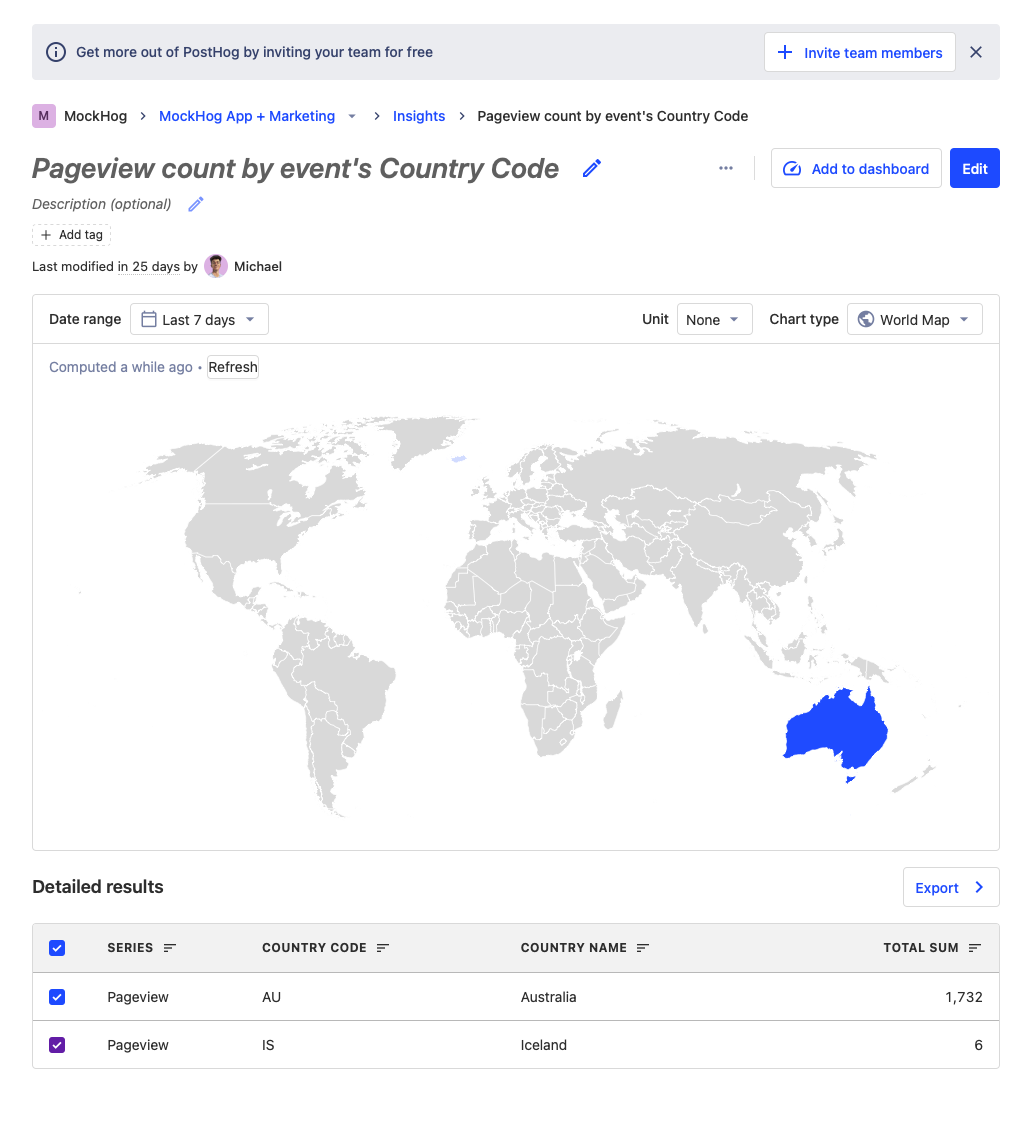 Get more out of PostHog by inviting your team for free
Invite team members
M MockHog MockHog App + Marketing Insights Pageview count by event's Country Code
Pageview count by event's Country Code
Add to dashboard Edit
Description (optional)
Add tag
Last modified in 25 days by Michael
Date range Last 7 days Unit None Chart type World Map
Computed a while ago • Refresh
Detailed results
Export
SERIES COUNTRY CODE COUNTRY NAME TOTAL SUM
Pageview AU Australia 1,732
Pageview IS Iceland 6